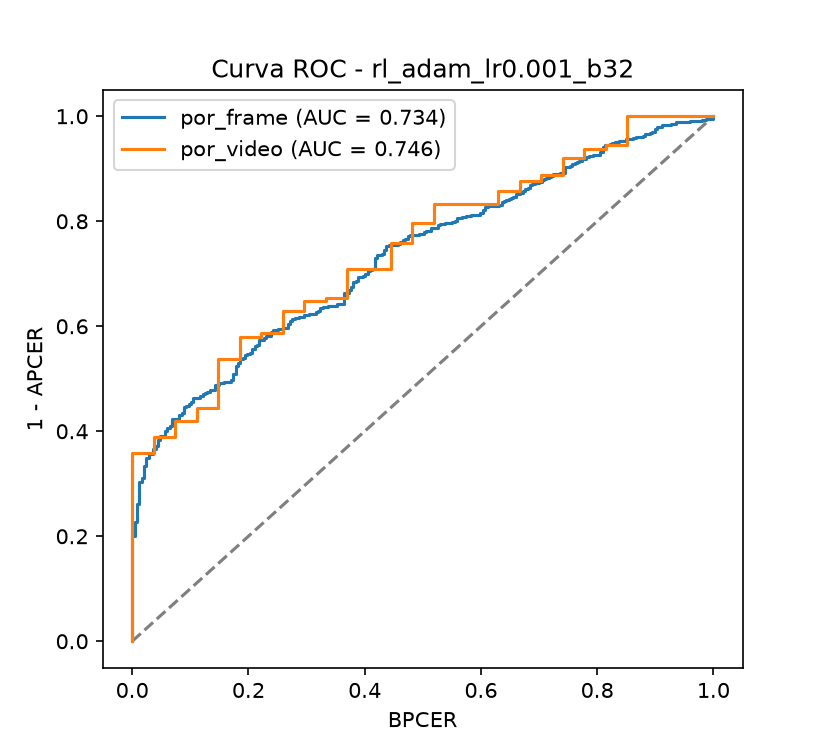 Curva ROC - rl_adam_lr0.001_b32
por_frame (AUC = 0.734)
por_video (AUC = 0.746)
1 - APCER
1.0
0.8
0.6
0.4
0.2
0.0
0.0 0.2 0.4 0.6 0.8 1.0
BPCER